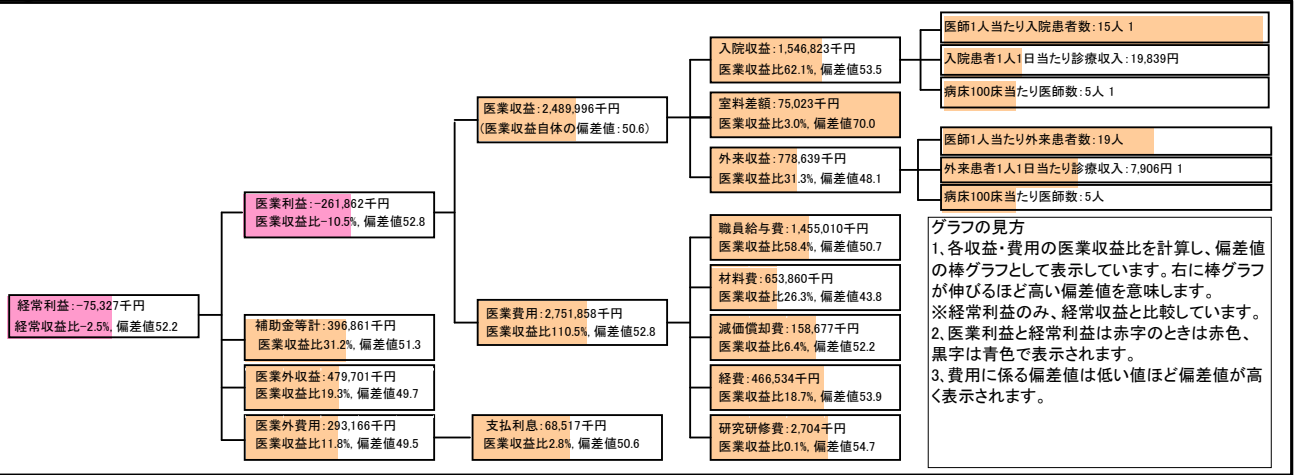 経常利益:-75,327千円
経常収益比-2.5%, 偏差値52.2
医業利益:-261,862千円
医業収益比-10.5%, 偏差値52.8
補助金等計:396,861千円
医業収益比31.2%, 偏差値51.3
医業外収益:479,701千円
医業収益比19.3%, 偏差値49.7
医業外費用:293,166千円
医業収益比11.8%, 偏差値49.5
医業収益:2,489,996千円
(医業収益自体の偏差値:50.6)
医業費用:2,751,858千円
医業収益比110.5%, 偏差値52.8
支払利息:68,517千円
医業収益比2.8%, 偏差値50.6
入院収益:1,546,823千円
医業収益比62.1%, 偏差値53.5
室料差額:75,023千円
医業収益比3.0%, 偏差値70.0
外来収益:778,639千円
医業収益比31.3%, 偏差値48.1
職員給与費:1,455,010千円
医業収益比58.4%, 偏差値50.7
材料費:653,860千円
医業収益比26.3%, 偏差値43.8
減価償却費:158,677千円
医業収益比6.4%, 偏差値52.2
経費:466,534千円
医業収益比18.7%, 偏差値53.9
研究研修費:2,704千円
医業収益比0.1%, 偏差値54.7
医師1人当たり入院患者数:15人 1
入院患者1人1日当たり診療収入:19,839円
病床100床当たり医師数:5人 1
医師1人当たり外来患者数:19人
外来患者1人1日当たり診療収入:7,906円 1
病床100床当たり医師数:5人
グラフの見方
1、各収益・費用の医業収益比を計算し、偏差値
の棒グラフとして表示しています。右に棒グラフ
が伸びるほど高い偏差値を意味します。
※経常利益のみ、経常収益と比較しています。
2、医業利益と経常利益は赤字のときは赤色、
黒字は青色で表示されます。
3、費用に係る偏差値は低い値ほど偏差値が高
く表示されます。